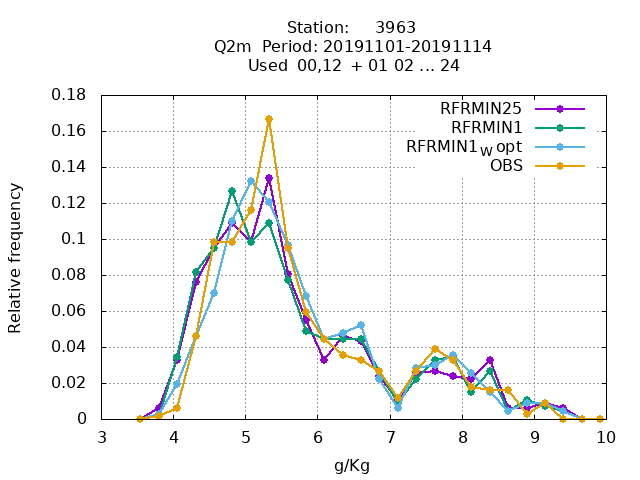 Station: 3963
Q2m Period: 20191101-20191114
Used 00,12 + 01 02 ... 24
RFRMIN25
RFRMIN1
RFRMIN1_W opt
OBS
0.18
0.16
0.14
0.12
0.1
0.08
0.06
0.04
0.02
0
Relative frequency
3 4 5 6 7 8 9 10
g/Kg